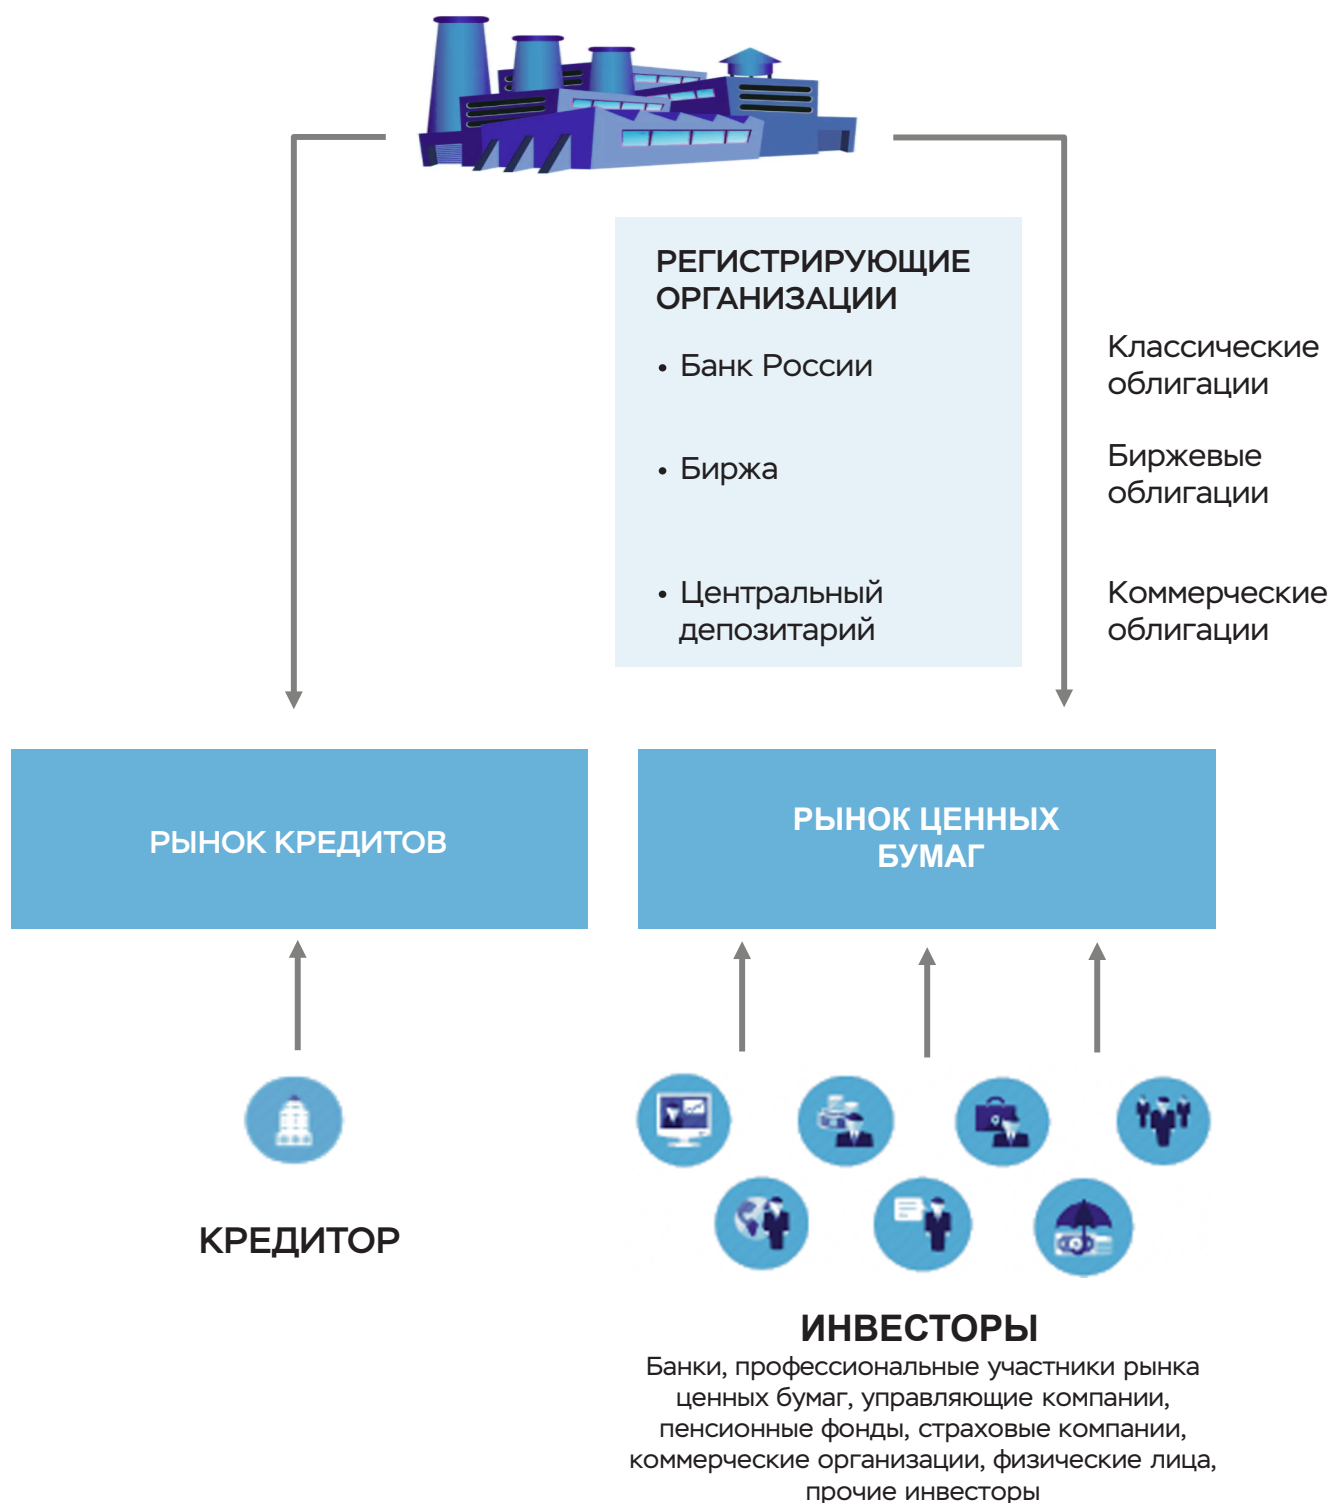 РЕГИСТРИРУЮЩИЕ
ОРГАНИЗАЦИИ
• Банк России
• Биржа
• Центральный
депозитарий
Классические
облигации
Биржевые
облигации
Коммерческие
облигации
РЫНОК КРЕДИТОВ
РЫНОК ЦЕННЫХ
БУМАГ
КРЕДИТОР
ИНВЕСТОРЫ
Банки, профессиональные участники рынка
ценных бумаг, управляющие компании,
пенсионные фонды, страховые компании,
коммерческие организации, физические лица,
прочие инвесторы